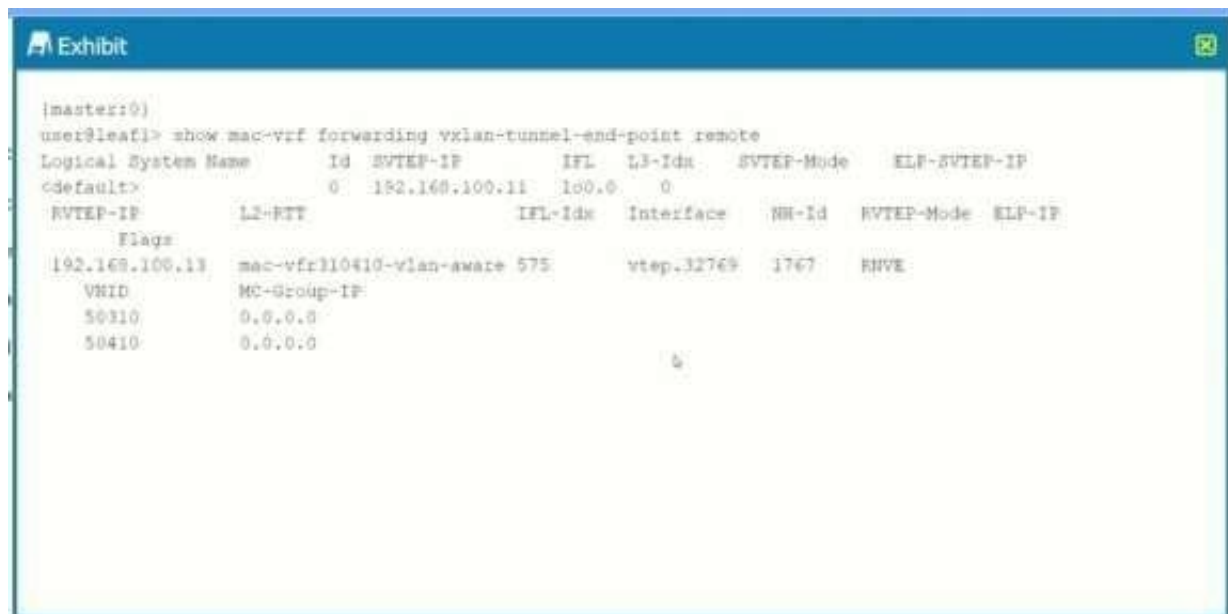 Exhibit
{master:0}
user@leaf1> show mac-vrf forwarding vxlan-tunnel-end-point remote
Logical System Name Id SVTEP-IP IFL L3-Idx SVTEP-Mode ELP-SVTEP-IP
<default> 0 192.168.100.11 lo0.0 0
RVTEP-IP L2-RTT IFL-Idx Interface NH-Id RVTEP-Mode ELP-IP
Flags
192.168.100.13 mac-vfr310410-vlan-aware 575 vtep.32769 1767 RNVE
VNID MC-Group-IP
50310 0.0.0.0
50410 0.0.0.0